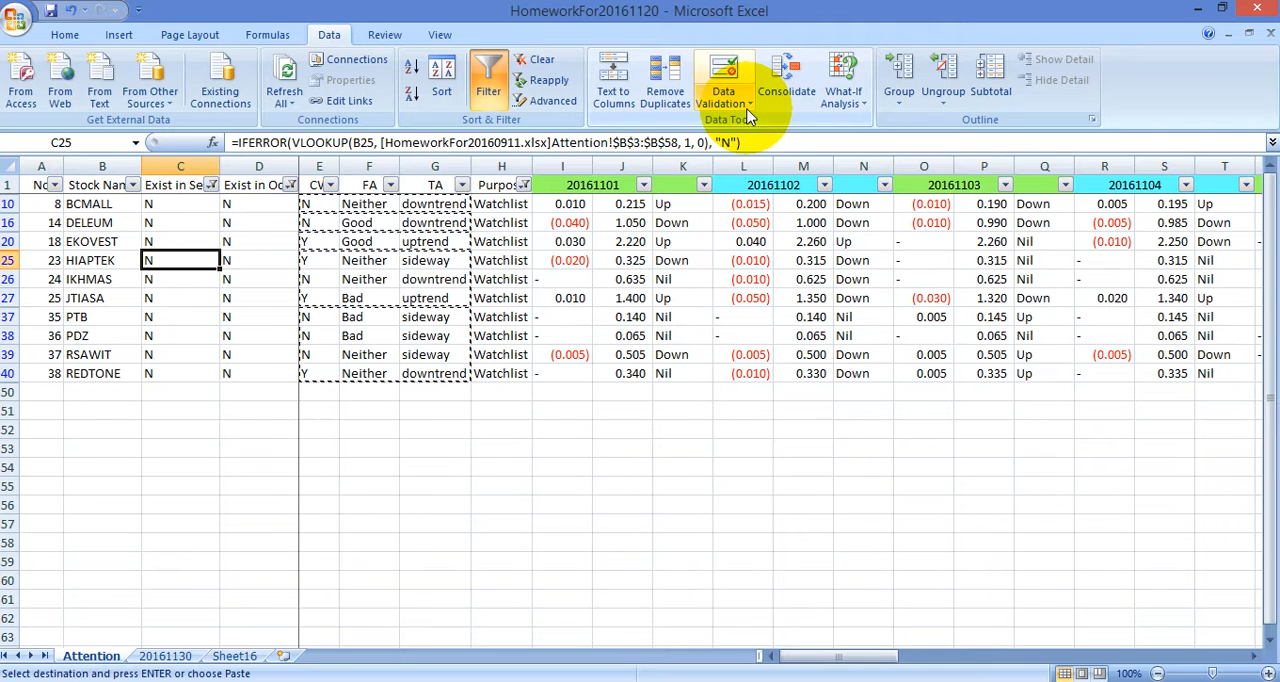 HomeworkFor20161120 - Microsoft Excel
Home Insert Page Layout Formulas Data Review View
From Access From Web From Text From Other Sources Existing Connections
Get External Data
Refresh All Connections Properties Edit Links
Connections
Sort Filter Clear Reapply Advanced
Sort & Filter
Text to Columns Remove Duplicates Data Validation Consolidate What-If Analysis
Data
Group Ungroup Subtotal Show Detail Hide Detail
Outline
C25 fx =IFERROR(VLOOKUP(B25, [HomeworkFor20160911.xlsx]Attention!$B$3:$B$58, 1, 0), "N")
A B C D E F G H I J K L M N O P Q R S T
1 No Stock Nam Exist in Se Exist in Oc CV FA TA Purpos 20161101 20161102 20161103 20161104
10 8 BCMALL N N N Neither downtrend Watchlist 0.010 0.215 Up (0.015) 0.200 Down (0.010) 0.190 Down 0.005 0.195 Up
16 14 DELEUM N N N Good downtrend Watchlist (0.040) 1.050 Down (0.050) 1.000 Down (0.010) 0.990 Down (0.005) 0.985 Down
20 18 EKOVEST N N Y Good uptrend Watchlist 0.030 2.220 Up 0.040 2.260 Up - 2.260 Nil (0.010) 2.250 Down -
25 23 HIAPTEK N N Y Neither sideway Watchlist (0.020) 0.325 Down (0.010) 0.315 Down - 0.315 Nil - 0.315 Nil
26 24 IKHMAS N N N Neither downtrend Watchlist - 0.635 Nil (0.010) 0.625 Down - 0.625 Nil - 0.625 Nil
27 25 JTIASA N N Y Bad uptrend Watchlist 0.010 1.400 Up (0.050) 1.350 Down (0.030) 1.320 Down 0.020 1.340 Up
37 35 PTB N N N Bad sideway Watchlist - 0.140 Nil - 0.140 Nil 0.005 0.145 Up - 0.145 Nil
38 36 PDZ N N N Bad sideway Watchlist - 0.065 Nil - 0.065 Nil - 0.065 Nil - 0.065 Nil -
39 37 RSAWIT N N N Neither sideway Watchlist (0.005) 0.505 Down (0.005) 0.500 Down 0.005 0.505 Up (0.005) 0.500 Down -
40 38 REDTONE N N Y Neither downtrend Watchlist - 0.340 Nil (0.010) 0.330 Down 0.005 0.335 Up - 0.335 Nil
50
51
52
53
54
55
56
57
58
59
60
61
62
63
Attention 20161130 Sheet16
Select destination and press ENTER or choose Paste 100%